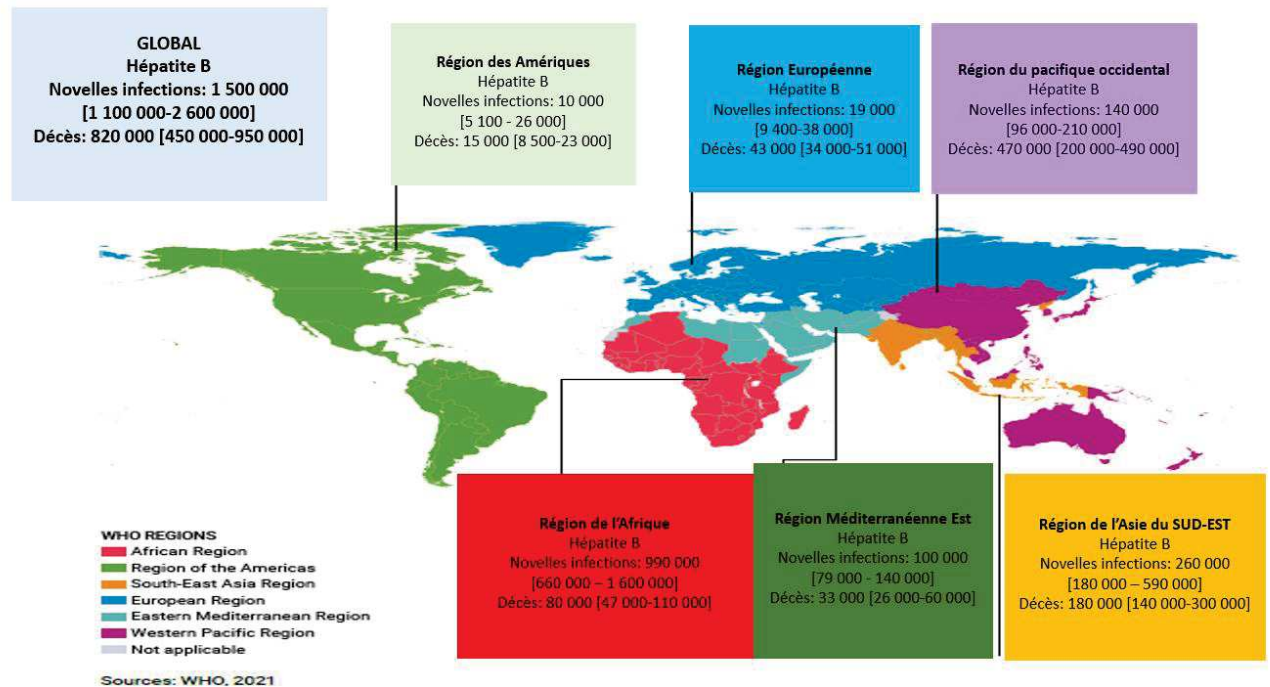 GLOBAL
Hépatite B
Novelles infections: 1 500 000
[1 100 000-2 600 000]
Décès: 820 000 [450 000-950 000]
Région des Amériques
Hépatite B
Novelles infections: 10 000
[5 100 - 26 000]
Décès: 15 000 [8 500-23 000]
Région Européenne
Hépatite B
Novelles infections: 19 000
[9 400-38 000]
Décès: 43 000 [34 000-51 000]
Région du pacifique occidental
Hépatite B
Novelles infections: 140 000
[96 000-210 000]
Décès: 470 000 [200 000-490 000]
Région de l’Afrique
Hépatite B
Novelles infections: 990 000
[660 000 – 1 600 000]
Décès: 80 000 [47 000-110 000]
Région Méditerranéenne Est
Hépatite B
Novelles infections: 100 000
[79 000 - 140 000]
Décès: 33 000 [26 000-60 000]
Région de l’Asie du SUD-EST
Hépatite B
Novelles infections: 260 000
[180 000 – 590 000]
Décès: 180 000 [140 000-300 000]
WHO REGIONS
African Region
Region of the Americas
South-East Asia Region
European Region
Eastern Mediterranean Region
Western Pacific Region
Not applicable
Sources: WHO, 2021